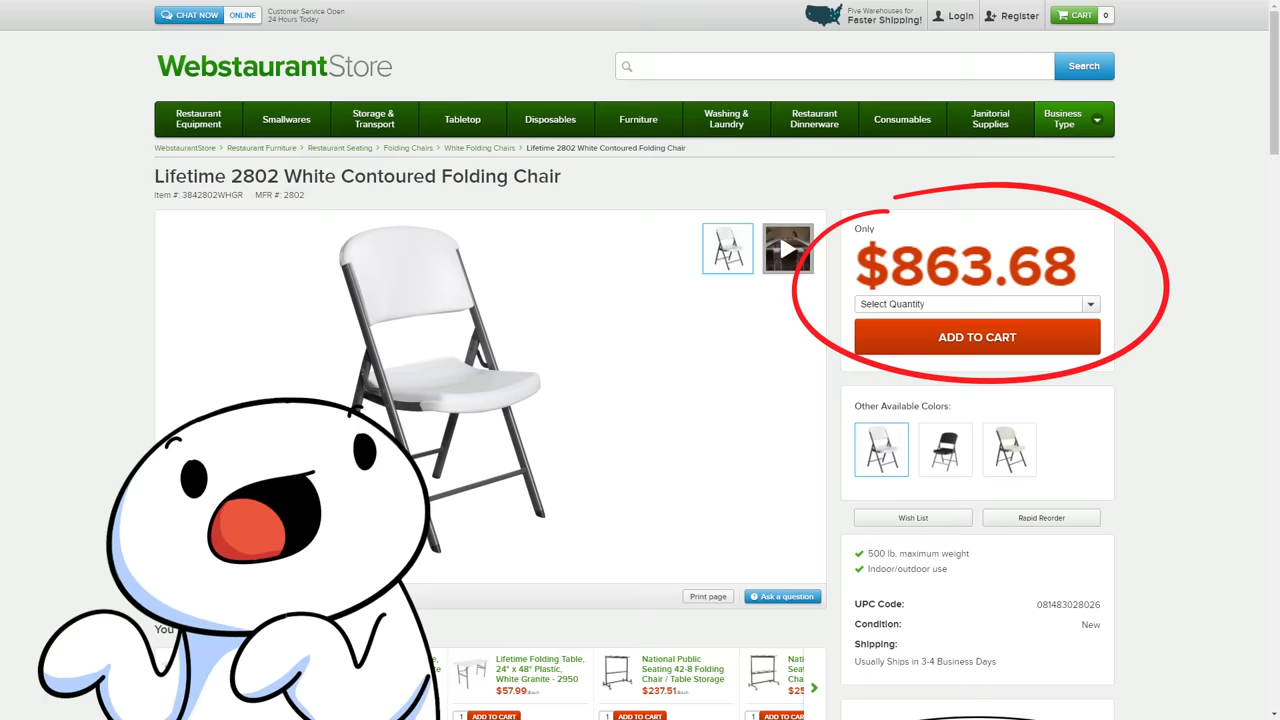 CHAT NOW ONLINE
Customer Service Open
24 Hours Today
Five Warehouses for
Faster Shipping!
Login
Register
CART 0
WebstaurantStore
Search
Restaurant Equipment
Smallwares
Storage & Transport
Tabletop
Disposables
Furniture
Washing & Laundry
Restaurant Dinnerware
Consumables
Janitorial Supplies
Business Type
WebstaurantStore > Restaurant Furniture > Restaurant Seating > Folding Chairs > White Folding Chairs > Lifetime 2802 White Contoured Folding Chair
Lifetime 2802 White Contoured Folding Chair
Item #: 3842802WHGR MFR #: 2802
Only
$863.68
Select Quantity
ADD TO CART
Other Available Colors:
Wish List
Rapid Reorder
500 lb. maximum weight
Indoor/outdoor use
UPC Code: 081483028026
Condition: New
Shipping:
Usually Ships in 3-4 Business Days
Print page
Ask a question
You
Lifetime Folding Table,
24" x 48" Plastic,
White Granite - 2950
$57.99
1 ADD TO CART
National Public
Seating 42-8 Folding
Chair / Table Storage
$237.51
1 ADD TO CART
1 ADD TO CART